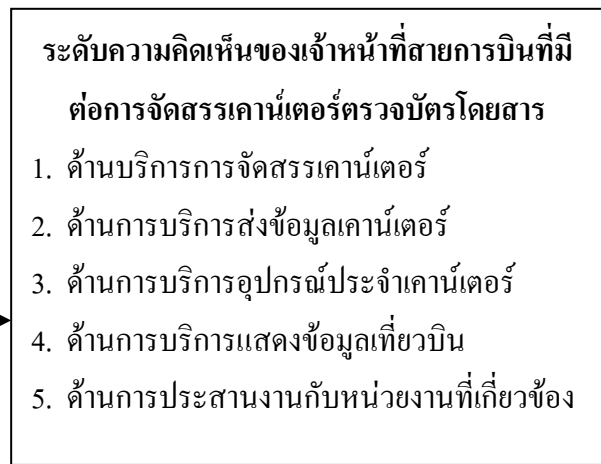 ระดับความคิดเห็นของเจ้าหน้าที่สายการบินที่มี
ต่อการจัดสรรเคาน์เตอร์ตรวจบัตรโดยสาร
1. ด้านบริการการจัดสรรเคาน์เตอร์
2. ด้านการบริการส่งข้อมูลเคาน์เตอร์
3. ด้านการบริการอุปกรณ์ประจำเคาน์เตอร์
4. ด้านการบริการแสดงข้อมูลเที่ยวบิน
5. ด้านการประสานงานกับหน่วยงานที่เกี่ยวข้อง